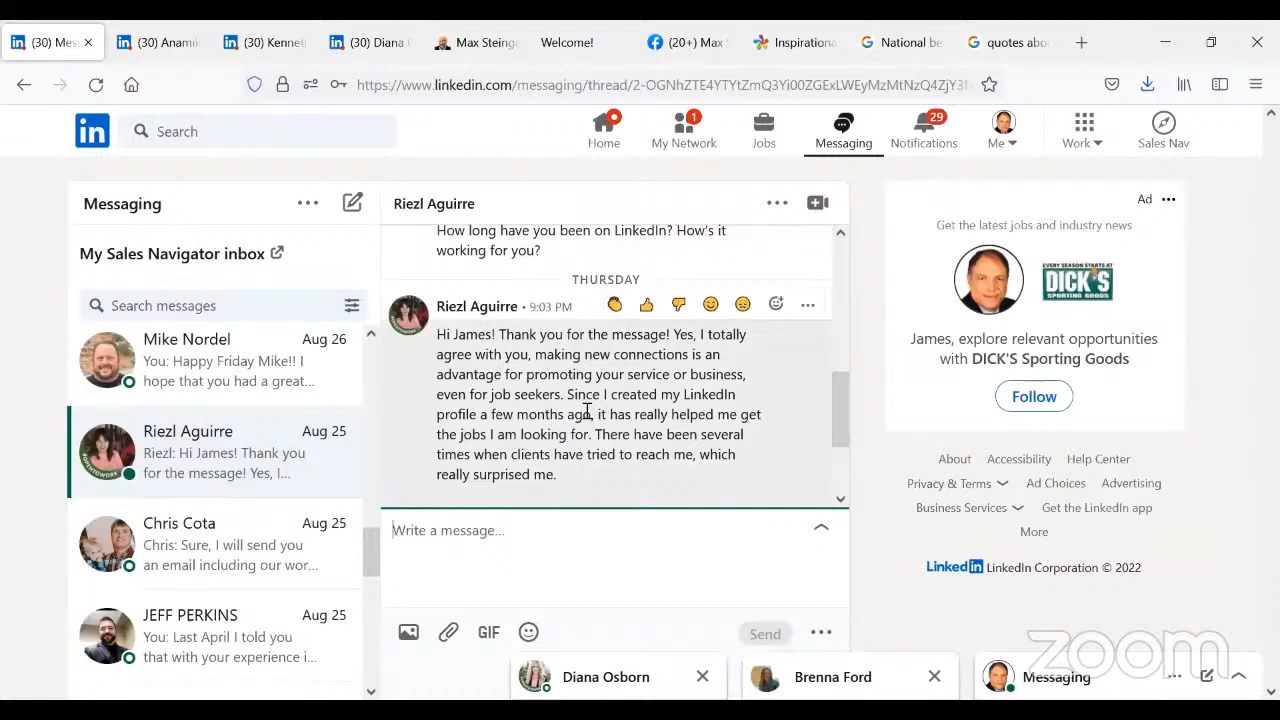 (30) Mes
(30) Anamik
(30) Kennet
(30) Diana
Max Steinga
Welcome!
(20+) Max S
Inspirationa
National be
quotes abo
https://www.linkedin.com/messaging/thread/
in
Search
Home
1
My Network
Jobs
Messaging
29
Notifications
Me
Work
Sales Nav
Messaging
My Sales Navigator inbox
Search messages
Mike Nordel Aug 26
You: Happy Friday Mike!! I
hope that you had a great...
Riezl Aguirre Aug 25
Riezl: Hi James! Thank you
for the message! Yes, I...
Chris Cota Aug 25
Chris: Sure, I will send you
an email including our wor...
JEFF PERKINS Aug 25
You: Last April I told you
that with your experience i...
Riezl Aguirre
How long have you been on LinkedIn? How's it
working for you?
THURSDAY
Riezl Aguirre • 9:03 PM
Hi James! Thank you for the message! Yes, I totally
agree with you, making new connections is an
advantage for promoting your service or business,
even for job seekers. Since I created my LinkedIn
profile a few months ago, it has really helped me get
the jobs I am looking for. There have been several
times when clients have tried to reach me, which
really surprised me.
Write a message...
GIF
Send
Ad
Get the latest jobs and industry news
#OPENTOWORK
EVERY SEASON STARTS AT
DICK'S
SPORTING GOODS
James, explore relevant opportunities
with DICK'S Sporting Goods
Follow
About Accessibility Help Center
Privacy & Terms Ad Choices Advertising
Business Services Get the LinkedIn app
More
LinkedIn LinkedIn Corporation © 2022
Diana Osborn
Brenna Ford
Messaging
zoom